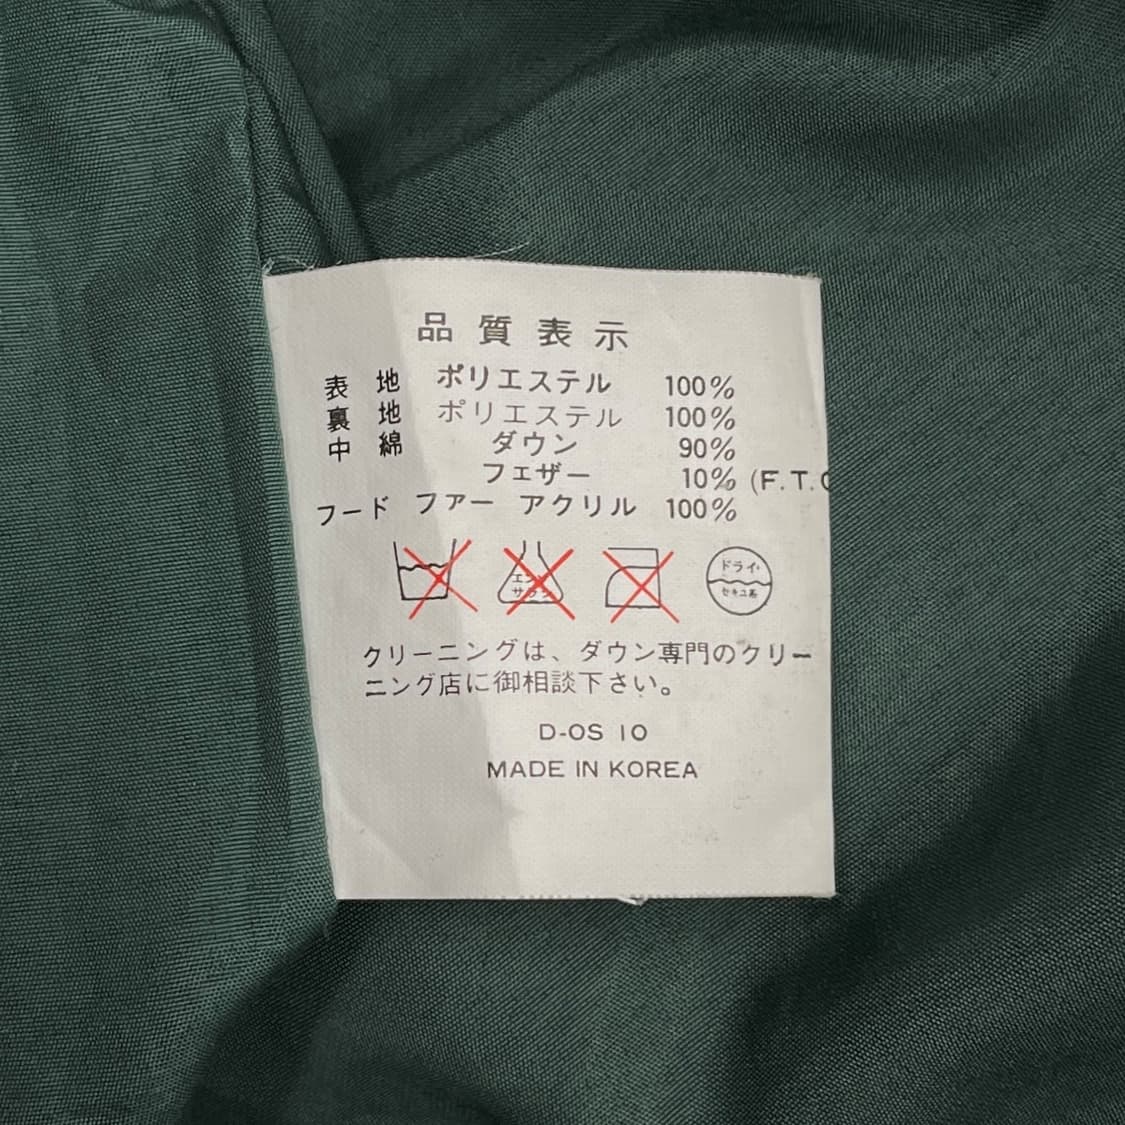 品質表示
表地 ポリエステル 100%
裏地 ポリエステル 100%
中綿 ダウン 90%
フェザー 10% (F.T.C
フード ファー アクリル 100%
エンソ
サラシ
ドライ・
セキユ系
クリーニングは、ダウン専門のクリー
ニング店に御相談下さい。
D-OS 10
MADE IN KOREA